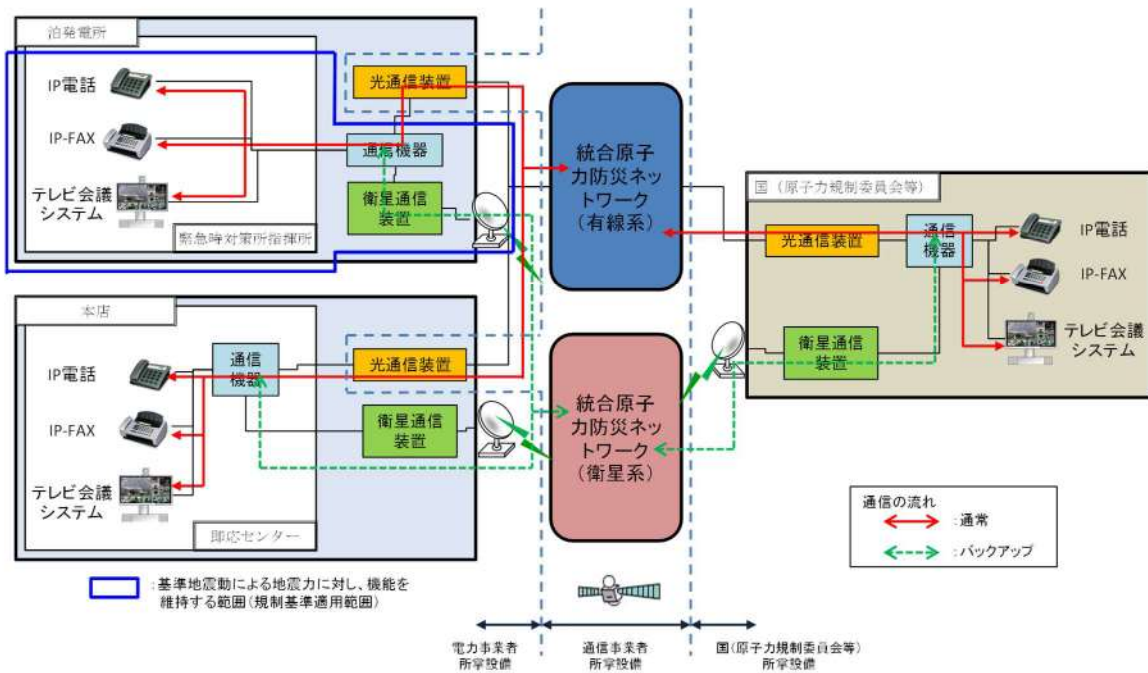 泊発電所
IP電話
IP-FAX
テレビ会議
システム
緊急時対策所指揮所
光通信装置
通信機器
衛星通信
装置
本店
IP電話
IP-FAX
テレビ会議
システム
即応センター
通信
機器
光通信装置
衛星通信
装置
統合原子
力防災ネッ
トワーク
(有線系)
統合原子
力防災ネッ
トワーク
(衛星系)
国(原子力規制委員会等)
光通信装置
通信
機器
衛星通信
装置
IP電話
IP-FAX
テレビ会議
システム
通信の流れ
:通常
:バックアップ
:基準地震動による地震力に対し、機能を
維持する範囲(規制基準適用範囲)
電力事業者
所掌設備
通信事業者
所掌設備
国(原子力規制委員会等)
所掌設備